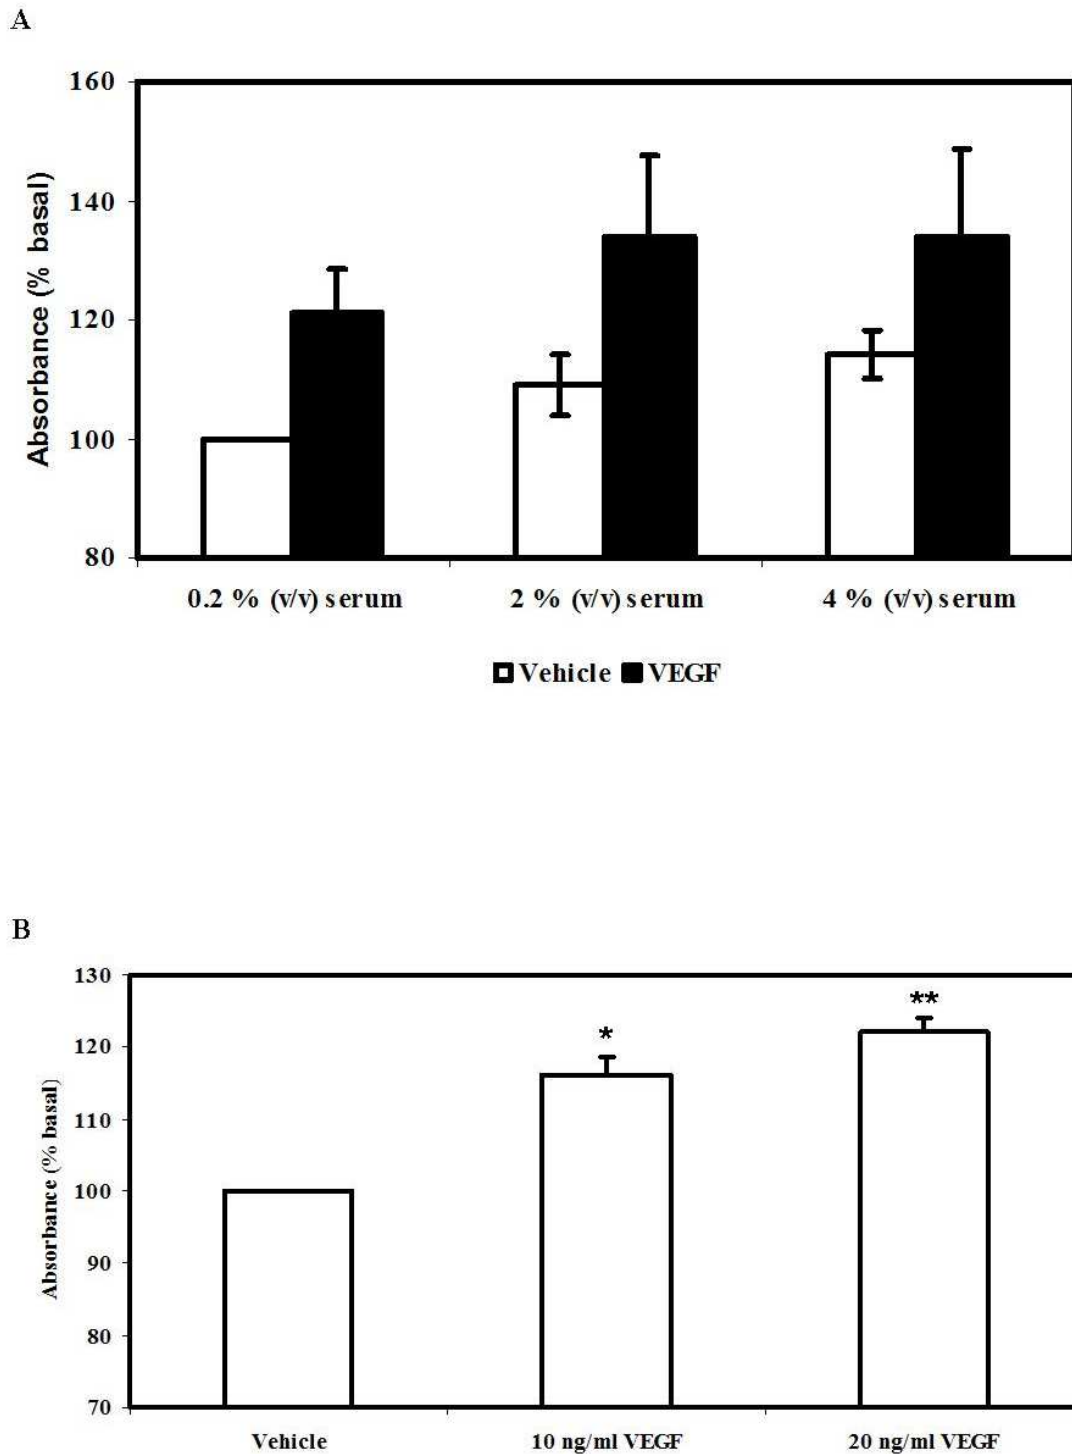 A
160
140
120
100
80
Absorbance (% basal)
0.2 % (v/v) serum 2 % (v/v) serum 4 % (v/v) serum
Vehicle VEGF
B
130
120
110
100
90
80
70
Absorbance (% basal)
*
**
Vehicle 10 ng/ml VEGF 20 ng/ml VEGF